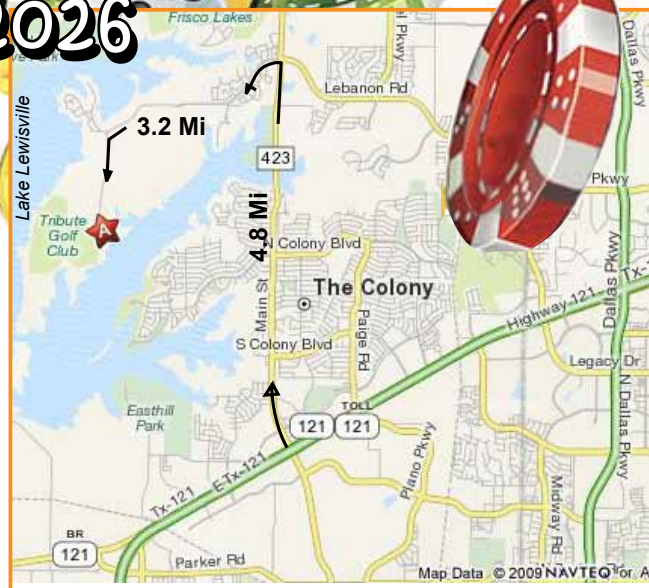 2026
Frisco Lakes
Lebanon Rd
Dallas Pkwy
Lake Lewisville
3.2 Mi
423
Pkwy
Tribute
Golf
Club
A
4.8 Mi
N Colony Blvd
Main St
The Colony
Paige Rd
Dallas Pkwy
Highway 121
Tx-
S Colony Blvd
Legacy Dr
N Dallas Pkwy
Easthill
Park
TOLL
121
121
E Tx-121
Tx-121
Plano Pkwy
Midway Rd
BR
121
Parker Rd
Map Data © 2009 NAVTEQ or A